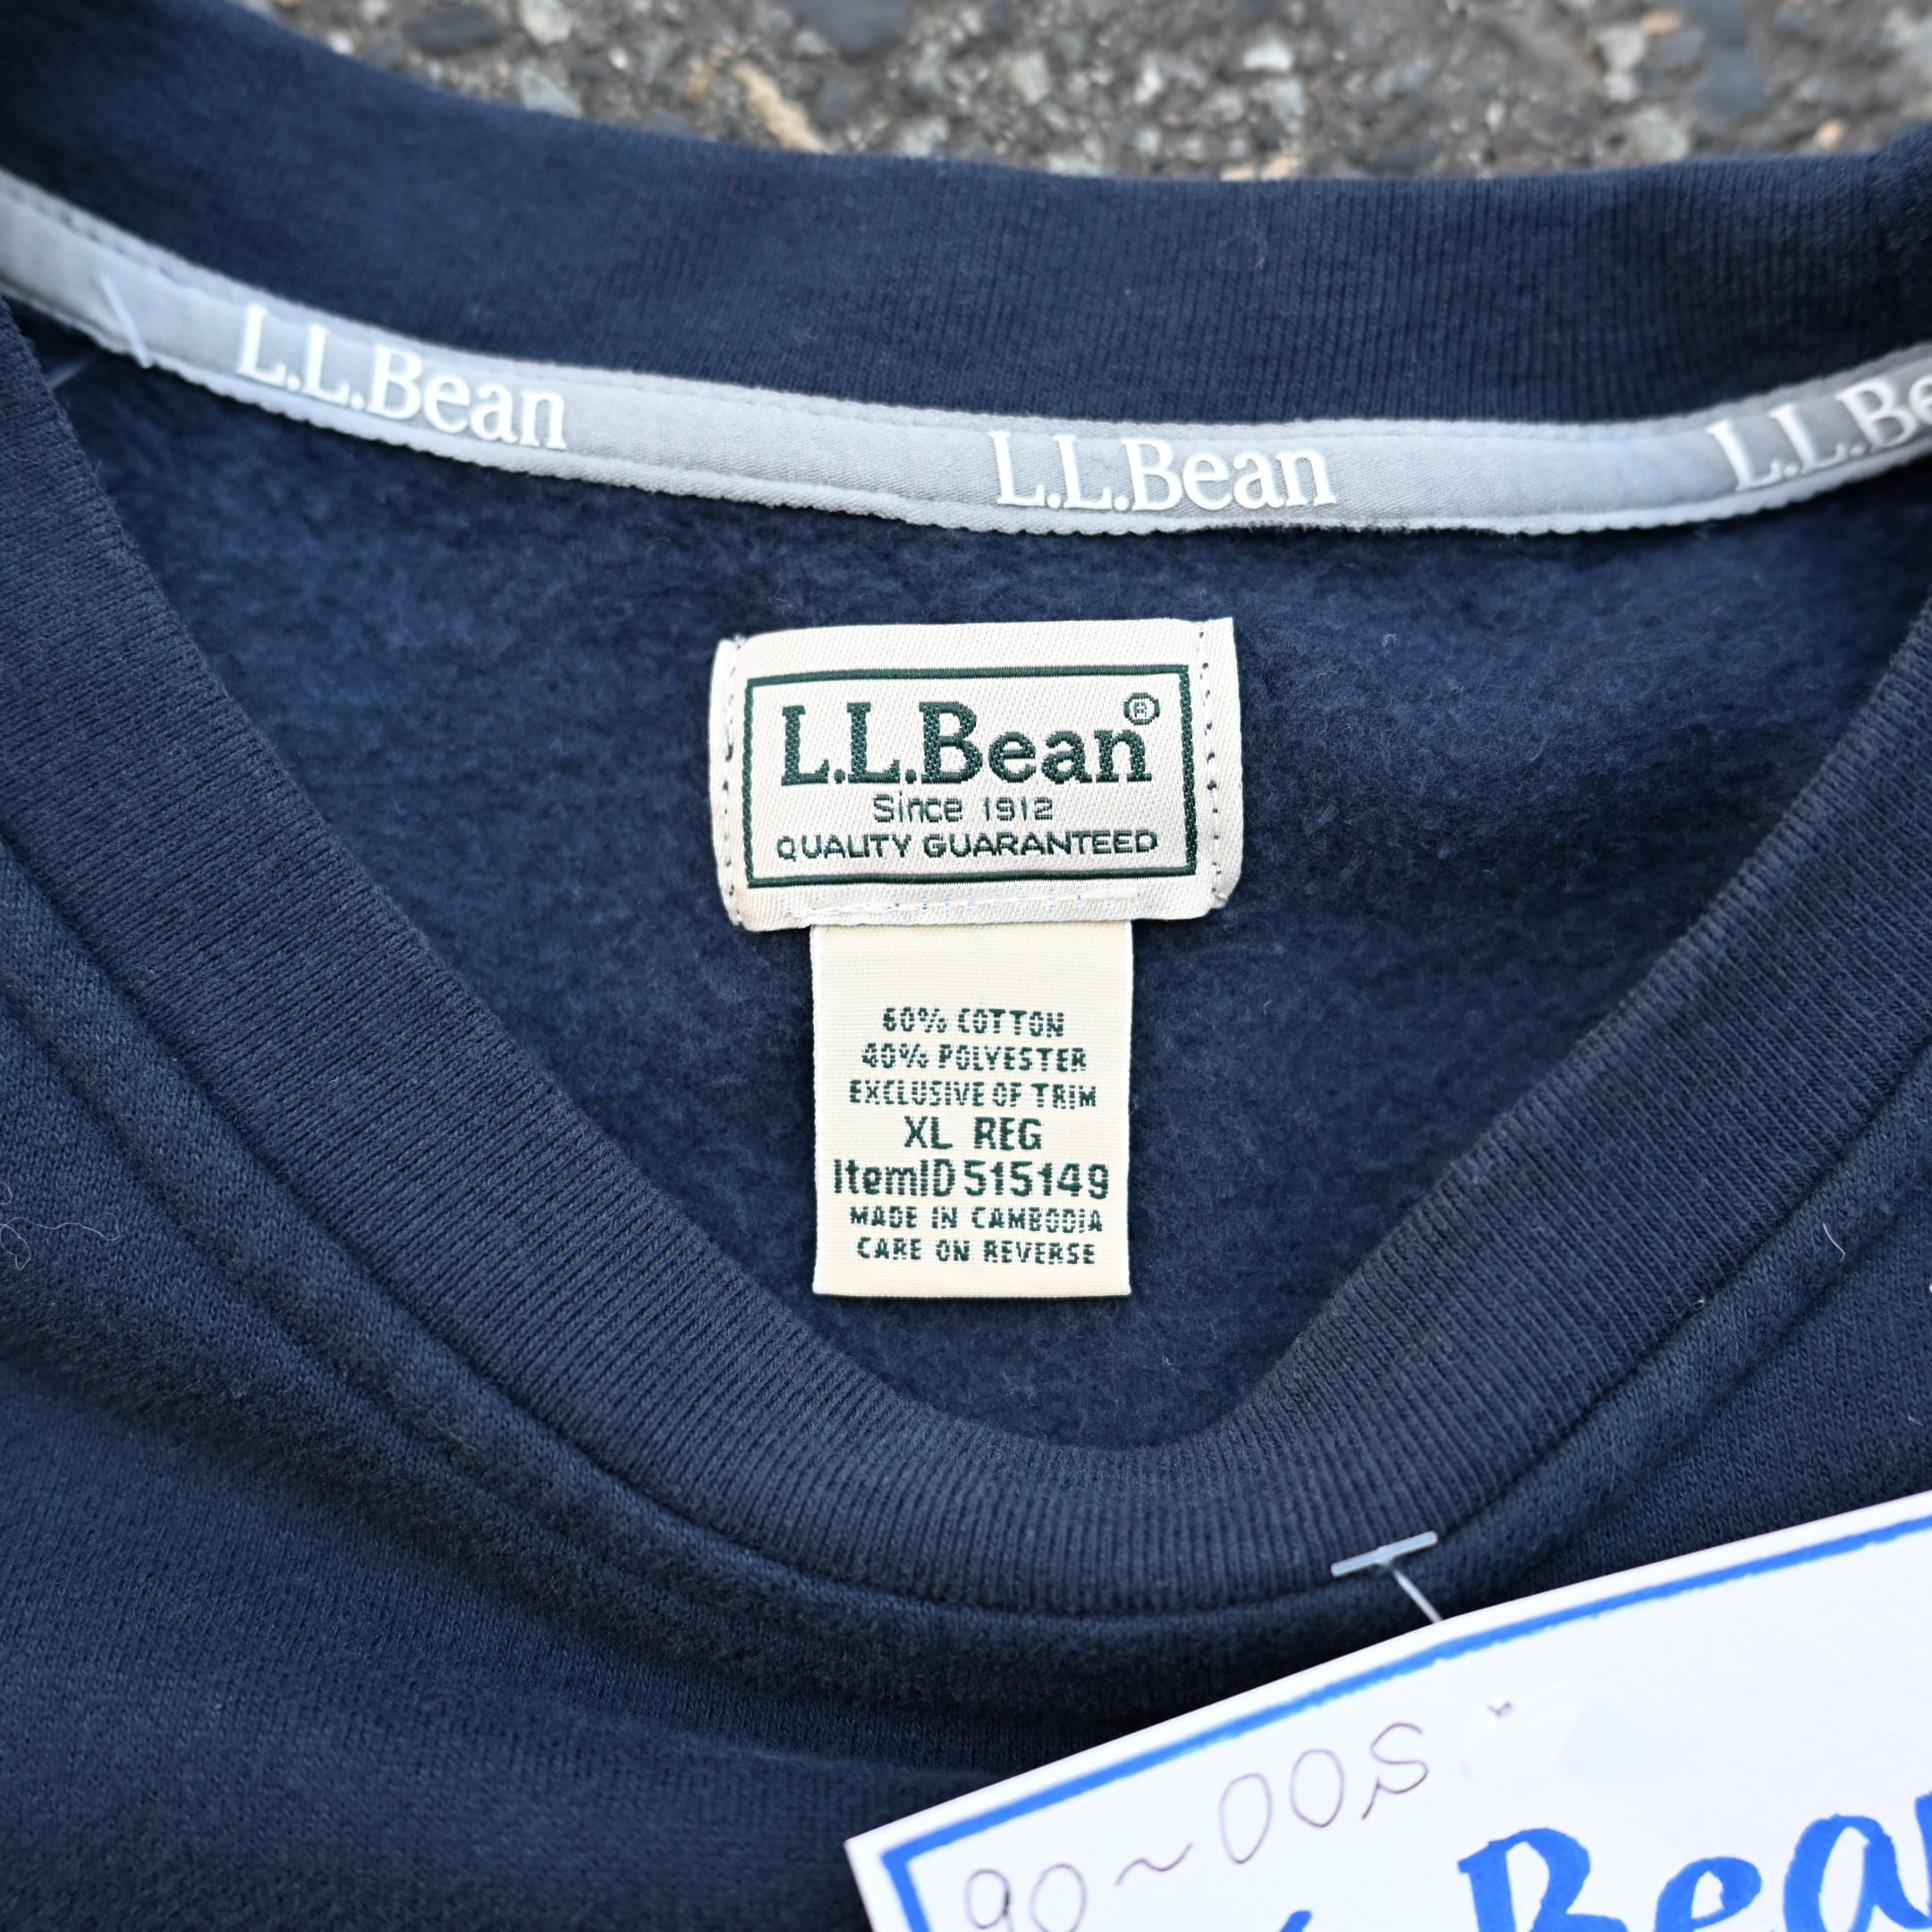 L.L.Bean
L.L.Bean
L.L.Be
L.L.Bean®
Since 1912
QUALITY GUARANTEED
60% COTTON
40% POLYESTER
EXCLUSIVE OF TRIM
XL REG
ItemID 515149
MADE IN CAMBODIA
CARE ON REVERSE
90~00s
Bea